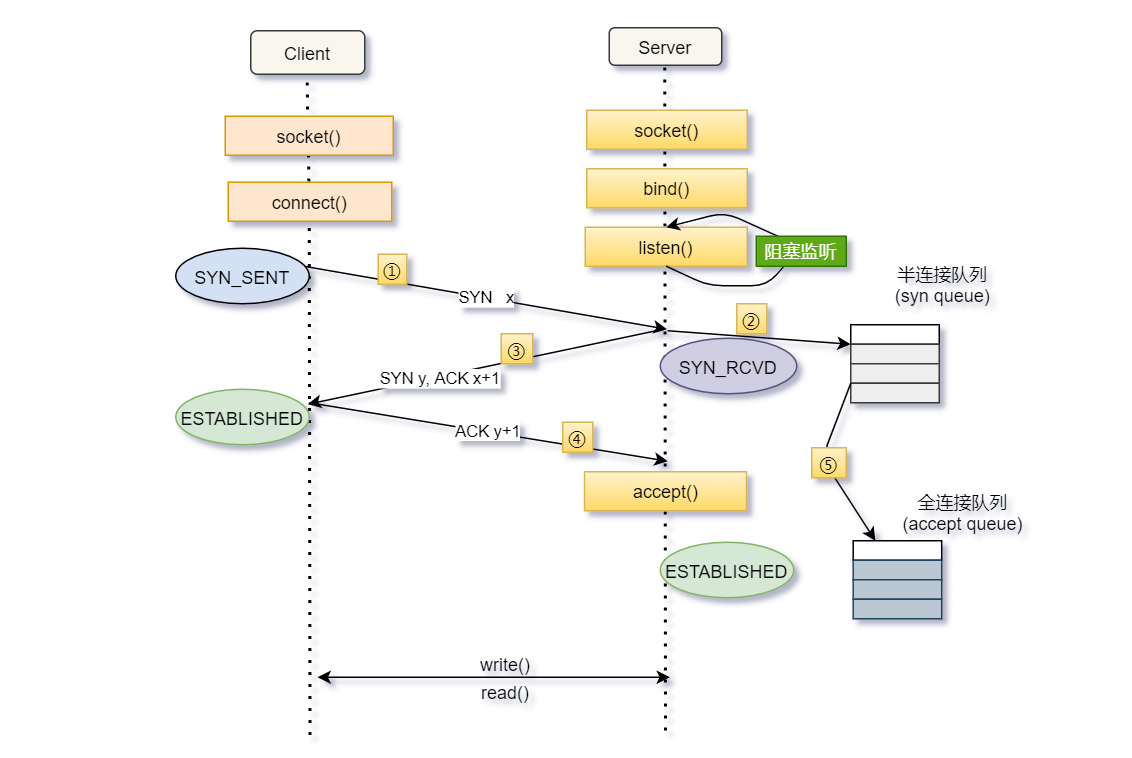 Client
Server
socket()
socket()
bind()
connect()
listen()
阻塞监听
SYN_SENT
①
SYN x
半连接队列
(syn queue)
②
③
SYN_RCVD
SYN y, ACK x+1
ESTABLISHED
ACK y+1
④
⑤
accept()
全连接队列
(accept queue)
ESTABLISHED
write()
read()